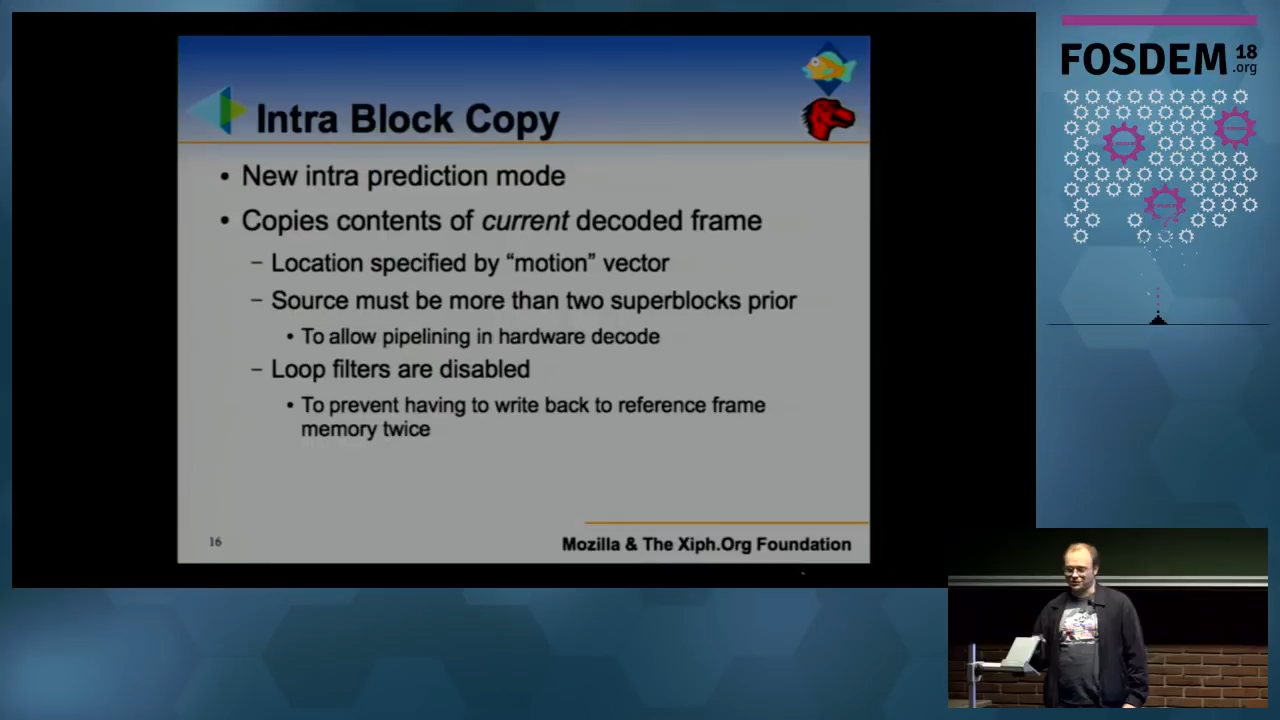 FOSDEM 18
.org
Intra Block Copy
• New intra prediction mode
• Copies contents of current decoded frame
– Location specified by “motion” vector
– Source must be more than two superblocks prior
• To allow pipelining in hardware decode
– Loop filters are disabled
• To prevent having to write back to reference frame
memory twice
16
Mozilla & The Xiph.Org Foundation